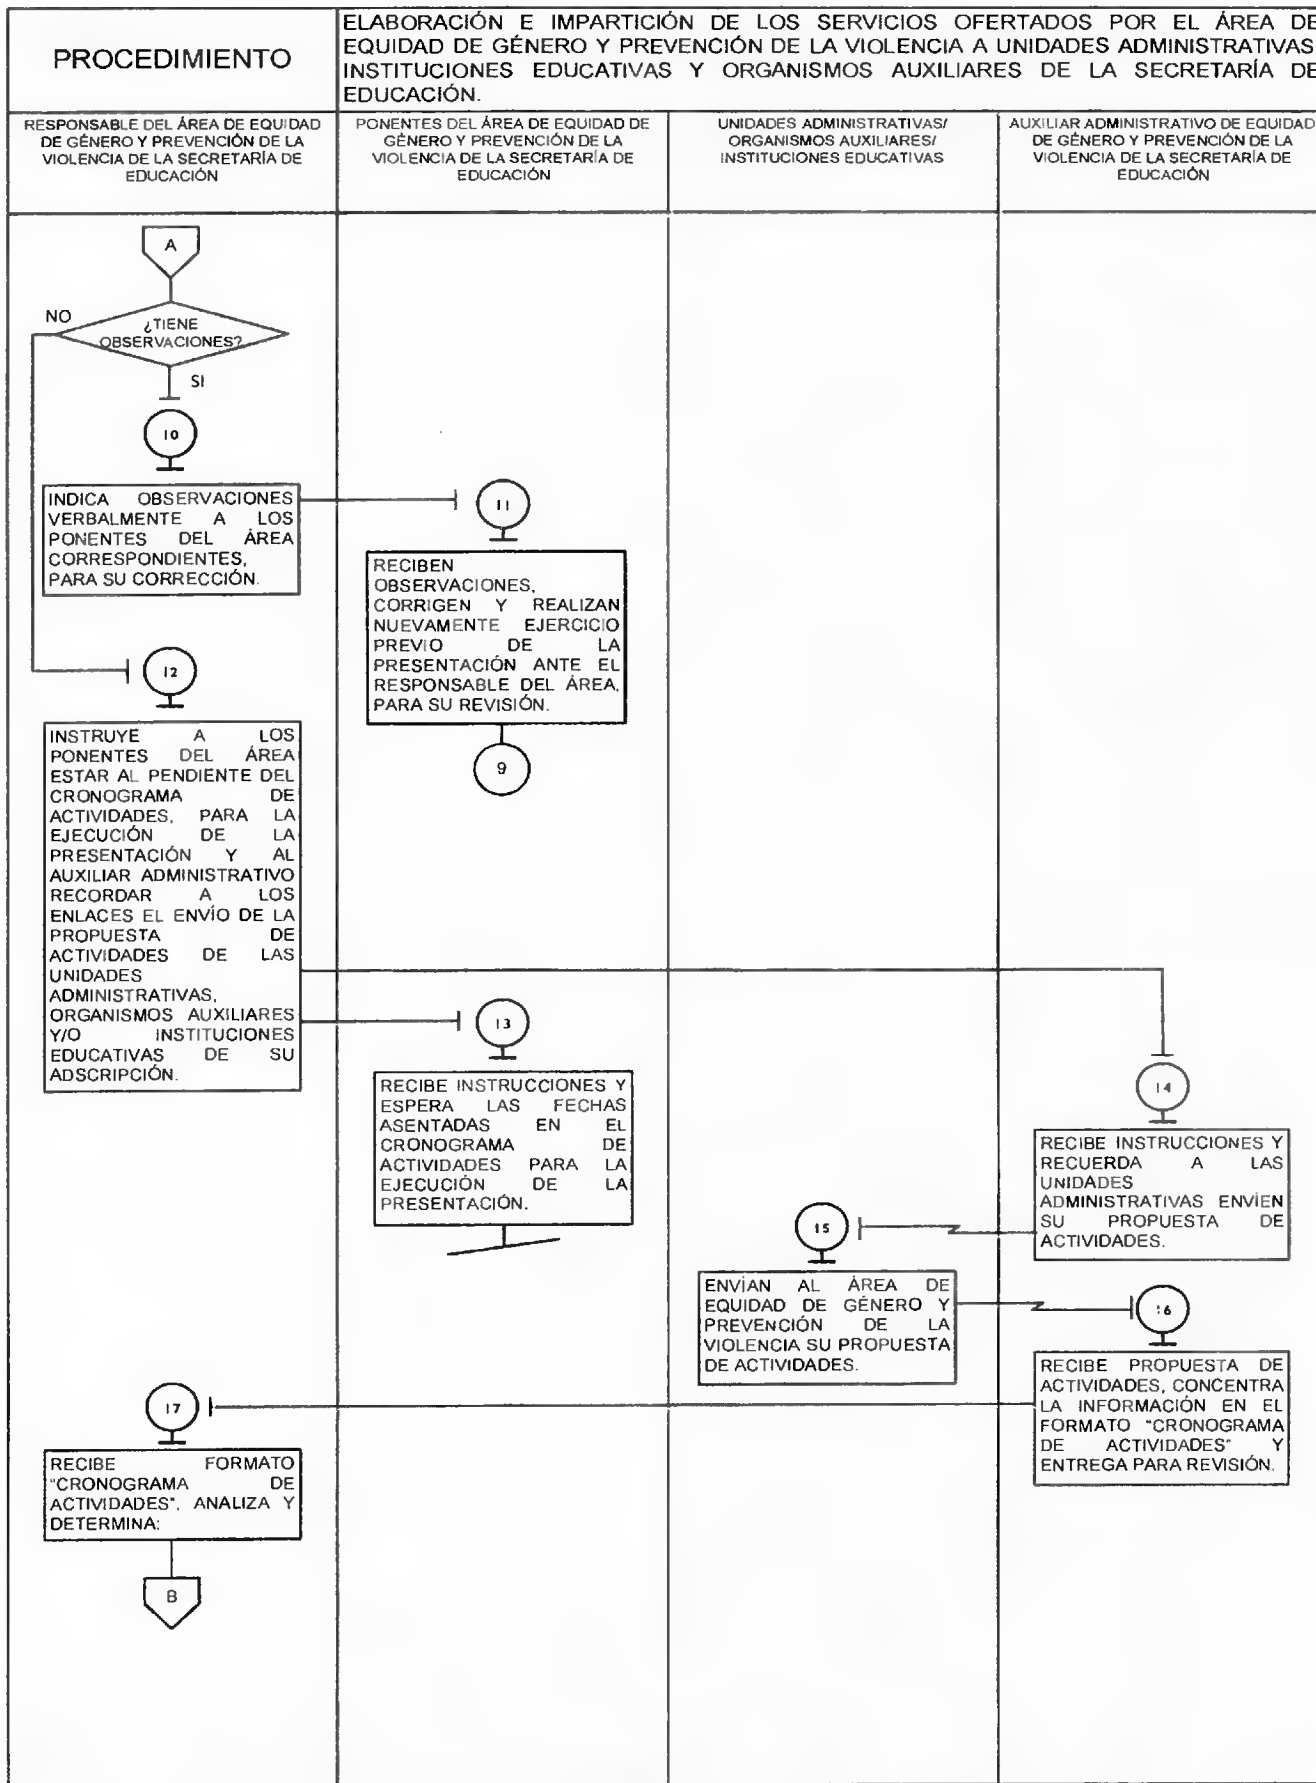 PROCEDIMIENTO
ELABORACIÓN E IMPARTICIÓN DE LOS SERVICIOS OFERTADOS POR EL ÁREA DE
EQUIDAD DE GÉNERO Y PREVENCIÓN DE LA VIOLENCIA A UNIDADES ADMINISTRATIVAS
INSTITUCIONES EDUCATIVAS Y ORGANISMOS AUXILIARES DE LA SECRETARÍA DE
EDUCACIÓN.
RESPONSABLE DEL ÁREA DE EQUIDAD
DE GÉNERO Y PREVENCIÓN DE LA
VIOLENCIA DE LA SECRETARÍA DE
EDUCACIÓN
PONENTES DEL ÁREA DE EQUIDAD DE
GÉNERO Y PREVENCIÓN DE LA
VIOLENCIA DE LA SECRETARÍA DE
EDUCACIÓN
UNIDADES ADMINISTRATIVAS/
ORGANISMOS AUXILIARES/
INSTITUCIONES EDUCATIVAS
AUXILIAR ADMINISTRATIVO DE EQUIDAD
DE GÉNERO Y PREVENCIÓN DE LA
VIOLENCIA DE LA SECRETARÍA DE
EDUCACIÓN
A
NO
¿TIENE
OBSERVACIONES?
SI
10
INDICA OBSERVACIONES
VERBALMENTE A LOS
PONENTES DEL ÁREA
CORRESPONDIENTES,
PARA SU CORRECCIÓN.
11
RECIBEN
OBSERVACIONES,
CORRIGEN Y REALIZAN
NUEVAMENTE EJERCICIO
PREVIO DE LA
PRESENTACIÓN ANTE EL
RESPONSABLE DEL ÁREA,
PARA SU REVISIÓN.
9
12
INSTRUYE A LOS
PONENTES DEL ÁREA
ESTAR AL PENDIENTE DEL
CRONOGRAMA DE
ACTIVIDADES, PARA LA
EJECUCIÓN DE LA
PRESENTACIÓN Y AL
AUXILIAR ADMINISTRATIVO
RECORDAR A LOS
ENLACES EL ENVÍO DE LA
PROPUESTA DE
ACTIVIDADES DE LAS
UNIDADES
ADMINISTRATIVAS,
ORGANISMOS AUXILIARES
Y/O INSTITUCIONES
EDUCATIVAS DE SU
ADSCRIPCIÓN.
13
RECIBE INSTRUCCIONES Y
ESPERA LAS FECHAS
ASENTADAS EN EL
CRONOGRAMA DE
ACTIVIDADES PARA LA
EJECUCIÓN DE LA
PRESENTACIÓN.
14
RECIBE INSTRUCCIONES Y
RECUERDA A LAS
UNIDADES
ADMINISTRATIVAS ENVÍEN
SU PROPUESTA DE
ACTIVIDADES.
15
ENVÍAN AL ÁREA DE
EQUIDAD DE GÉNERO Y
PREVENCIÓN DE LA
VIOLENCIA SU PROPUESTA
DE ACTIVIDADES.
16
RECIBE PROPUESTA DE
ACTIVIDADES, CONCENTRA
LA INFORMACIÓN EN EL
FORMATO "CRONOGRAMA
DE ACTIVIDADES" Y
ENTREGA PARA REVISIÓN.
17
RECIBE FORMATO
"CRONOGRAMA DE
ACTIVIDADES", ANALIZA Y
DETERMINA:
B